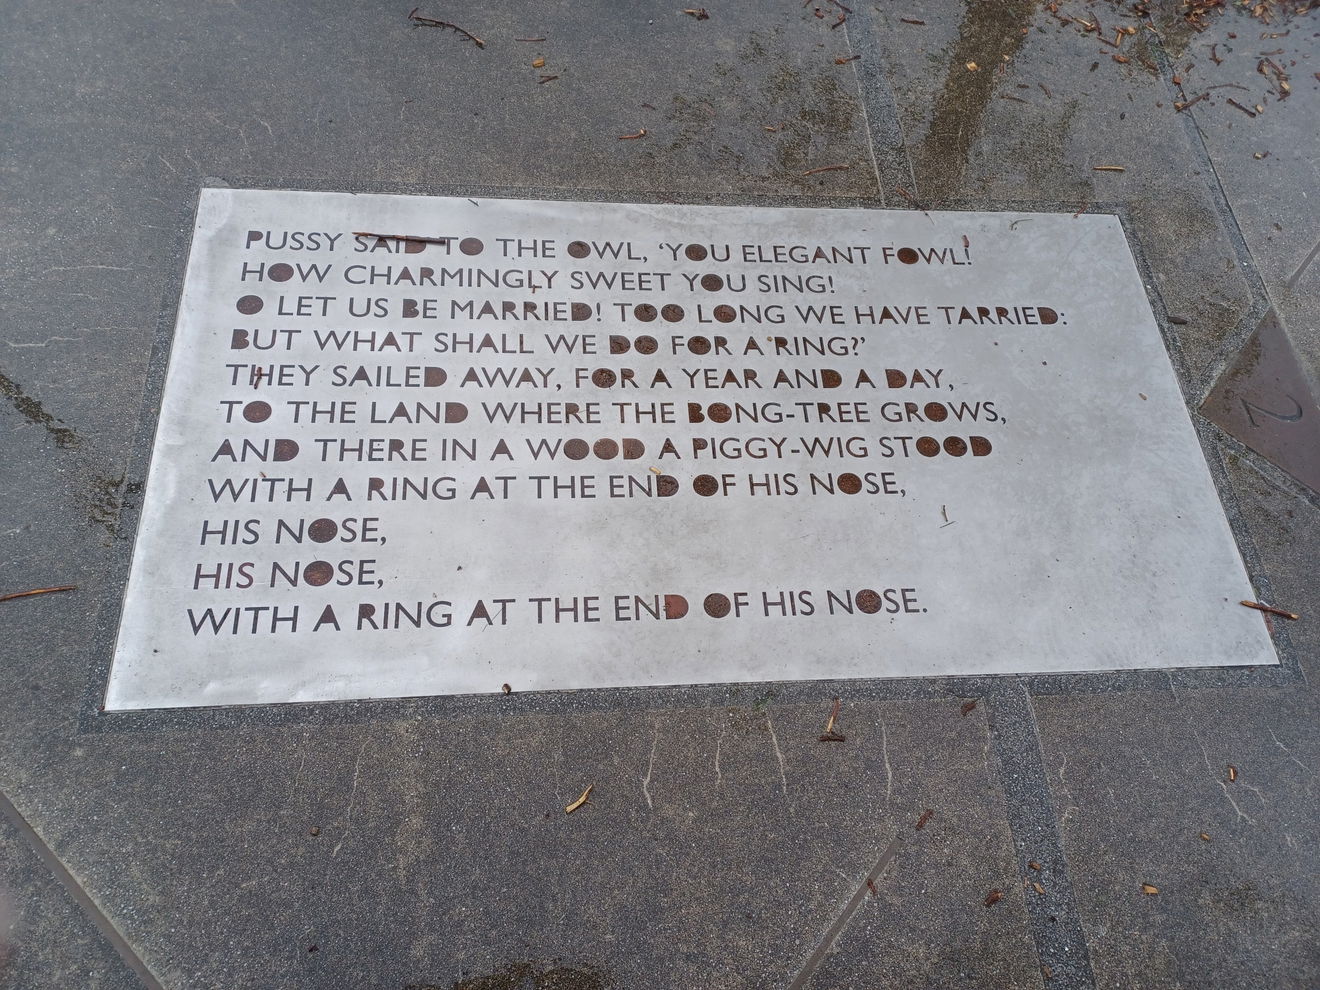 PUSSY SAID TO THE OWL, ‘YOU ELEGANT FOWL!
HOW CHARMINGLY SWEET YOU SING!
O LET US BE MARRIED! TOO LONG WE HAVE TARRIED:
BUT WHAT SHALL WE DO FOR A RING?’
THEY SAILED AWAY, FOR A YEAR AND A DAY,
TO THE LAND WHERE THE BONG-TREE GROWS,
AND THERE IN A WOOD A PIGGY-WIG STOOD
WITH A RING AT THE END OF HIS NOSE,
HIS NOSE,
HIS NOSE,
WITH A RING AT THE END OF HIS NOSE.
2